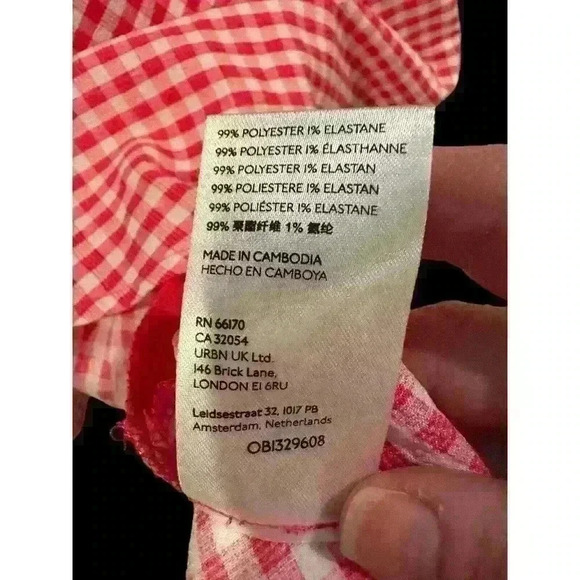 99% POLYESTER 1% ELASTANE
99% POLYESTER 1% ÉLASTHANNE
99% POLYESTER 1% ELASTAN
99% POLIESTERE 1% ELASTAN
99% POLIÉSTER 1% ELASTANE
99% 聚酯纤维 1% 氨纶
MADE IN CAMBODIA
HECHO EN CAMBOYA
RN 66170
CA 32054
URBN UK Ltd.
146 Brick Lane,
LONDON E1 6RU
Leidsestraat 32, 1017 PB
Amsterdam, Netherlands
OB1329608